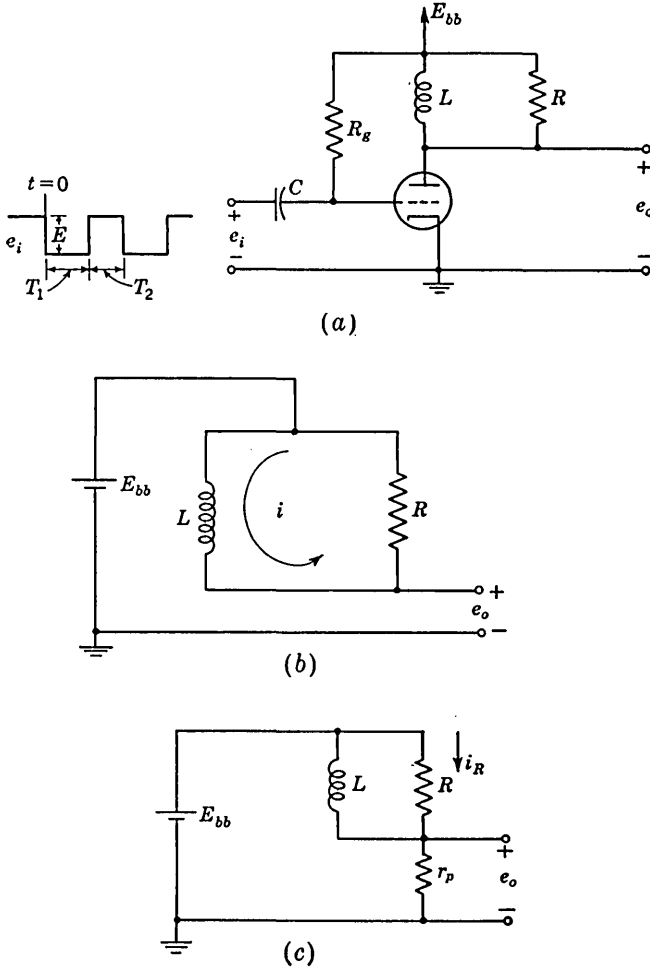 E_bb
L
R
R_g
t = 0
C
E
e_i
+
e_i
−
+
e_o
−
T_1
T_2
(a)
E_bb
L
i
R
+
e_o
−
(b)
i_R
L
R
E_bb
+
r_p
e_o
−
(c)